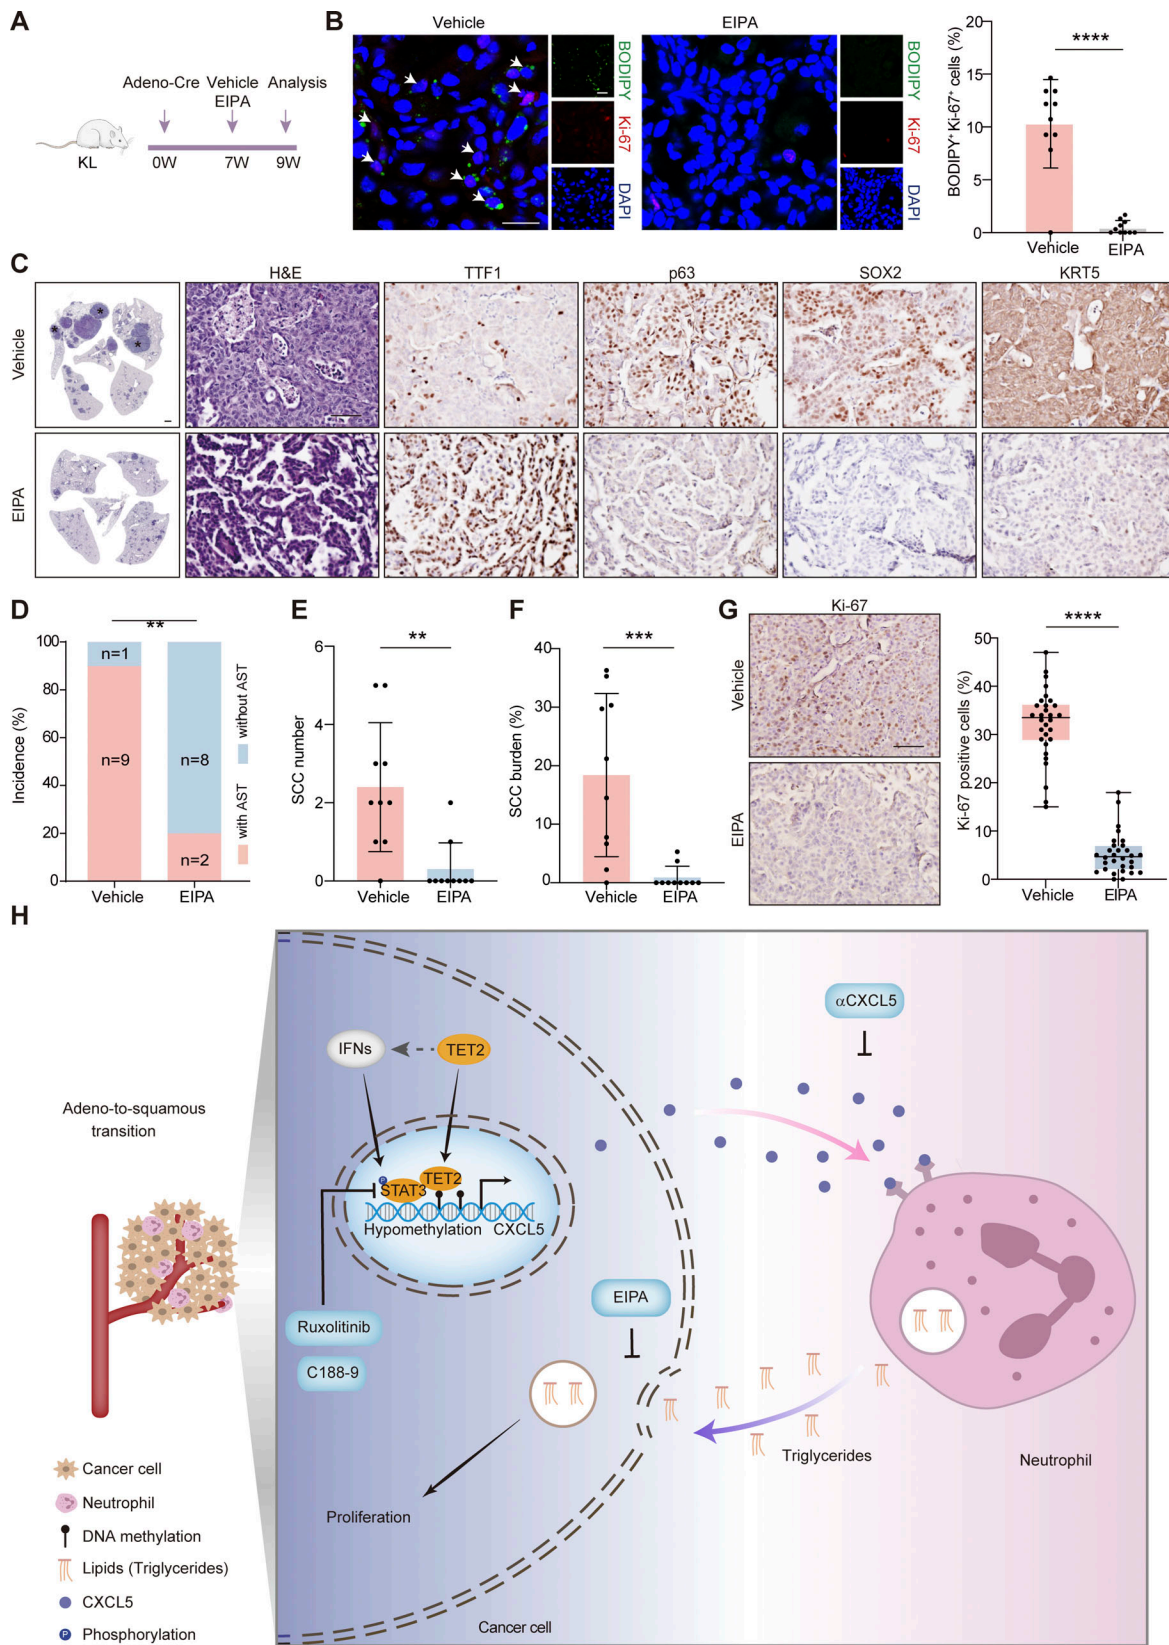 A
Adeno-Cre
Vehicle
EIPA
Analysis
KL
0W
7W
9W
B
Vehicle
EIPA
BODIPY
Ki-67
DAPI
BODIPY
Ki-67
DAPI
BODIPY⁺ Ki-67⁺ cells (%)
20
15
10
5
0
****
Vehicle
EIPA
C
H&E
TTF1
p63
SOX2
KRT5
Vehicle
* * *
EIPA
D
**
Incidence (%)
100
80
60
40
20
0
n=1
n=9
n=8
n=2
Vehicle
EIPA
with AST
without AST
E
**
SCC number
6
4
2
0
Vehicle
EIPA
F
***
SCC burden (%)
40
30
20
10
0
Vehicle
EIPA
G
Ki-67
Vehicle
EIPA
****
Ki-67 positive cells (%)
50
40
30
20
10
0
Vehicle
EIPA
H
Adeno-to-squamous
transition
IFNs
TET2
P
STAT3
TET2
Hypomethylation
CXCL5
Ruxolitinib
C188-9
EIPA
Proliferation
Cancer cell
αCXCL5
Triglycerides
Neutrophil
Cancer cell
Neutrophil
DNA methylation
Lipids (Triglycerides)
CXCL5
P
Phosphorylation